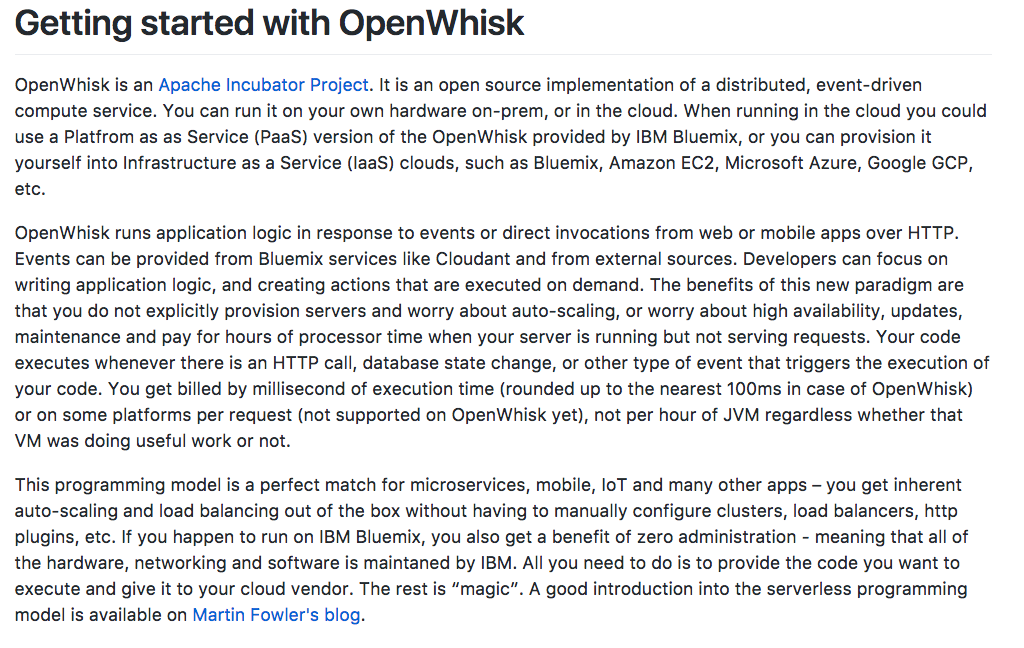 Getting started with OpenWhisk
OpenWhisk is an Apache Incubator Project. It is an open source implementation of a distributed, event-driven
compute service. You can run it on your own hardware on-prem, or in the cloud. When running in the cloud you could
use a Platfrom as as Service (PaaS) version of the OpenWhisk provided by IBM Bluemix, or you can provision it
yourself into Infrastructure as a Service (IaaS) clouds, such as Bluemix, Amazon EC2, Microsoft Azure, Google GCP,
etc.
OpenWhisk runs application logic in response to events or direct invocations from web or mobile apps over HTTP.
Events can be provided from Bluemix services like Cloudant and from external sources. Developers can focus on
writing application logic, and creating actions that are executed on demand. The benefits of this new paradigm are
that you do not explicitly provision servers and worry about auto-scaling, or worry about high availability, updates,
maintenance and pay for hours of processor time when your server is running but not serving requests. Your code
executes whenever there is an HTTP call, database state change, or other type of event that triggers the execution of
your code. You get billed by millisecond of execution time (rounded up to the nearest 100ms in case of OpenWhisk)
or on some platforms per request (not supported on OpenWhisk yet), not per hour of JVM regardless whether that
VM was doing useful work or not.
This programming model is a perfect match for microservices, mobile, IoT and many other apps – you get inherent
auto-scaling and load balancing out of the box without having to manually configure clusters, load balancers, http
plugins, etc. If you happen to run on IBM Bluemix, you also get a benefit of zero administration - meaning that all of
the hardware, networking and software is maintaned by IBM. All you need to do is to provide the code you want to
execute and give it to your cloud vendor. The rest is “magic”. A good introduction into the serverless programming
model is available on Martin Fowler's blog.